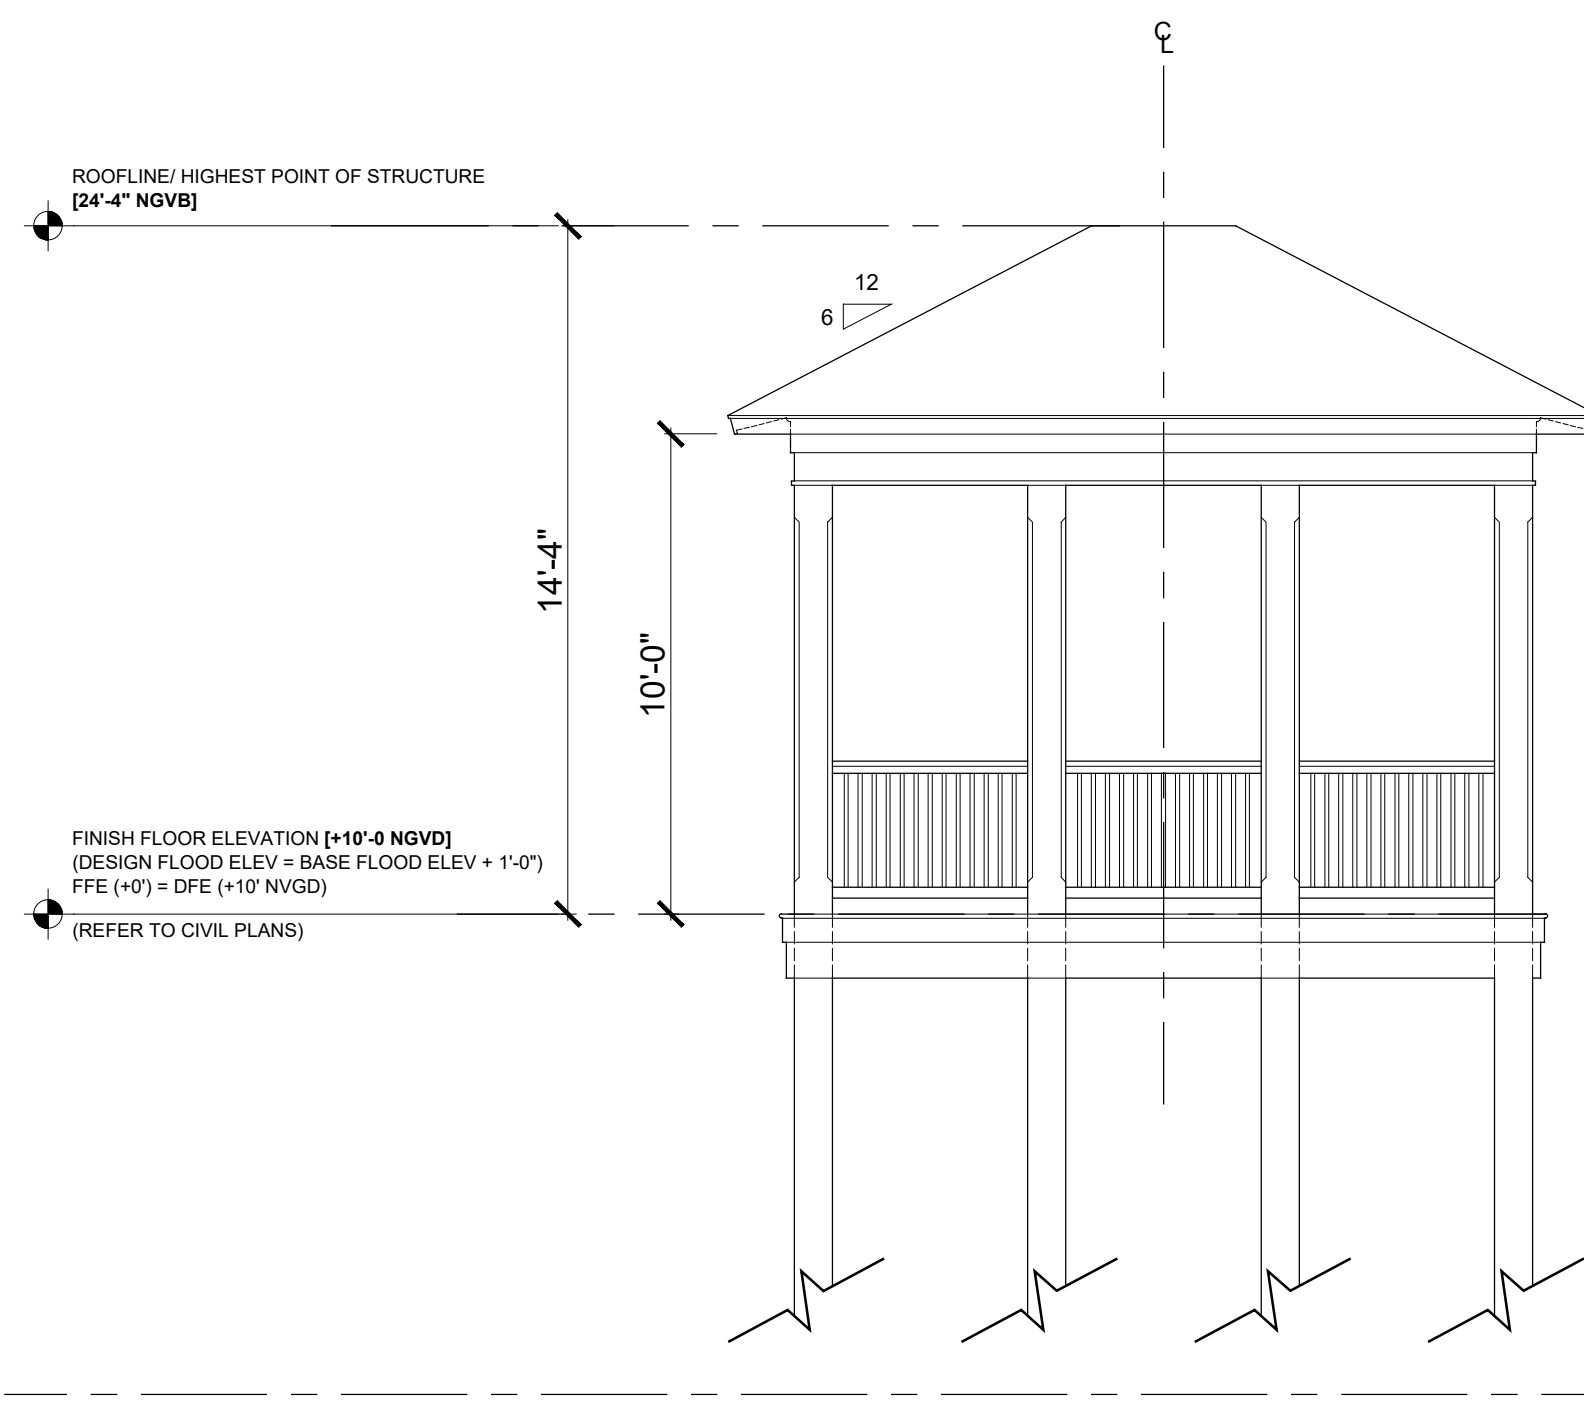 ℄
ROOFLINE/ HIGHEST POINT OF STRUCTURE
[24'-4" NGVB]
12
6
14'-4"
10'-0"
FINISH FLOOR ELEVATION [+10'-0 NGVD]
(DESIGN FLOOD ELEV = BASE FLOOD ELEV + 1'-0")
FFE (+0') = DFE (+10' NVGD)
(REFER TO CIVIL PLANS)